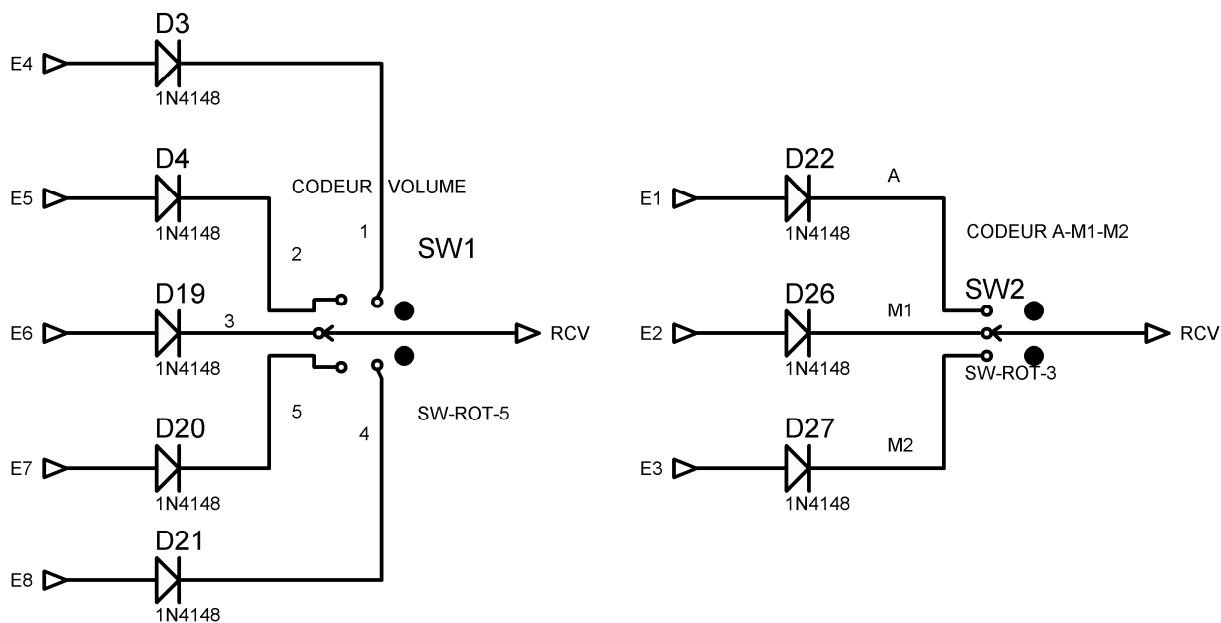 D3
E4
1N4148
D4
E5
1N4148
CODEUR VOLUME
1
2
SW1
D19
E6
3
1N4148
RCV
D20
E7
1N4148
5
4
SW-ROT-5
D21
E8
1N4148
D22
E1
A
1N4148
CODEUR A-M1-M2
D26
E2
M1
1N4148
SW2
RCV
SW-ROT-3
D27
E3
M2
1N4148